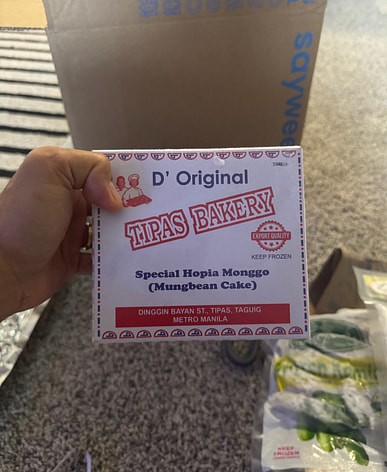 saywee
D' Original
TIPAS BAKERY
EXPORT QUALITY
KEEP FROZEN
Special Hopia Monggo
(Mungbean Cake)
DINGGIN BAYAN ST., TIPAS, TAGUIG
METRO MANILA
KEEP
FROZEN